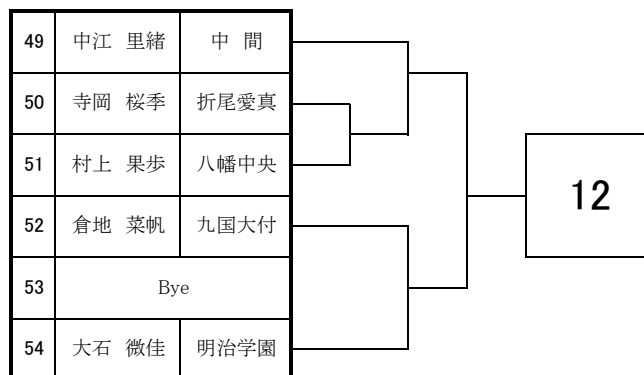 49 中江 里緒 中 間
50 寺岡 桜季 折尾愛真
51 村上 果歩 八幡中央
52 倉地 菜帆 九国大付
53 Bye
54 大石 微佳 明治学園
12